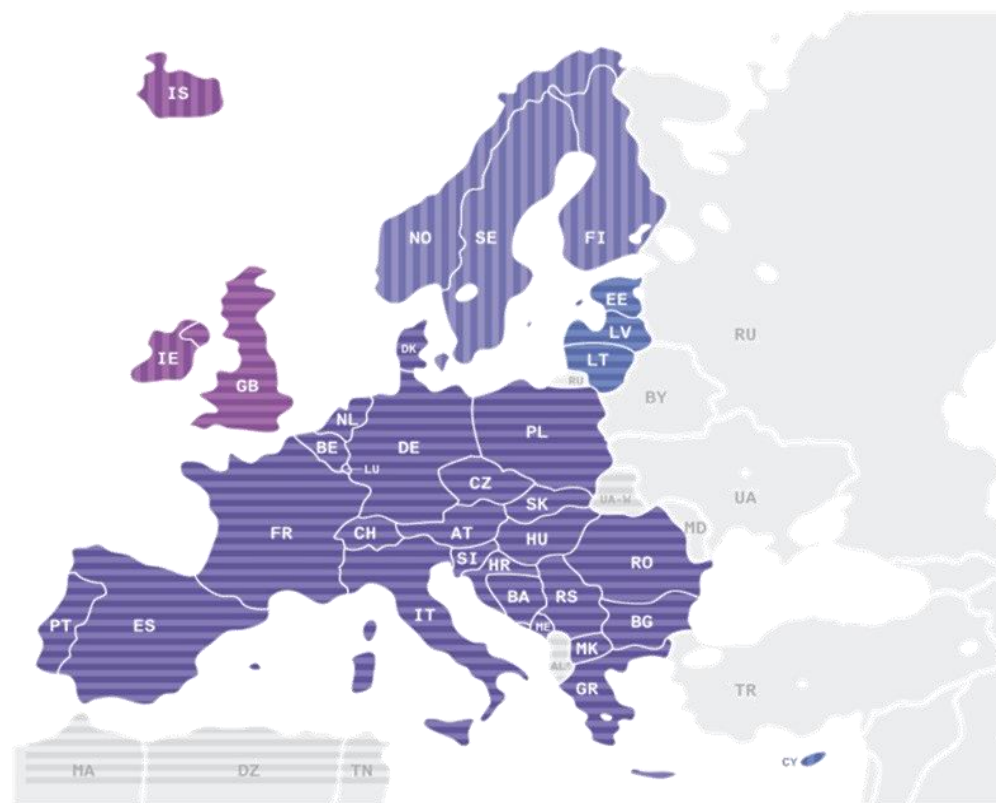 IS
NO
SE
FI
EE
LV
LT
RU
RU
BY
IE
GB
DK
NL
BE
LU
DE
PL
CZ
SK
UA-W
UA
MD
FR
CH
AT
HU
RO
SI
HR
BA
RS
IT
ME
BG
MK
AL*
GR
PT
ES
TR
CY
MA
DZ
TN